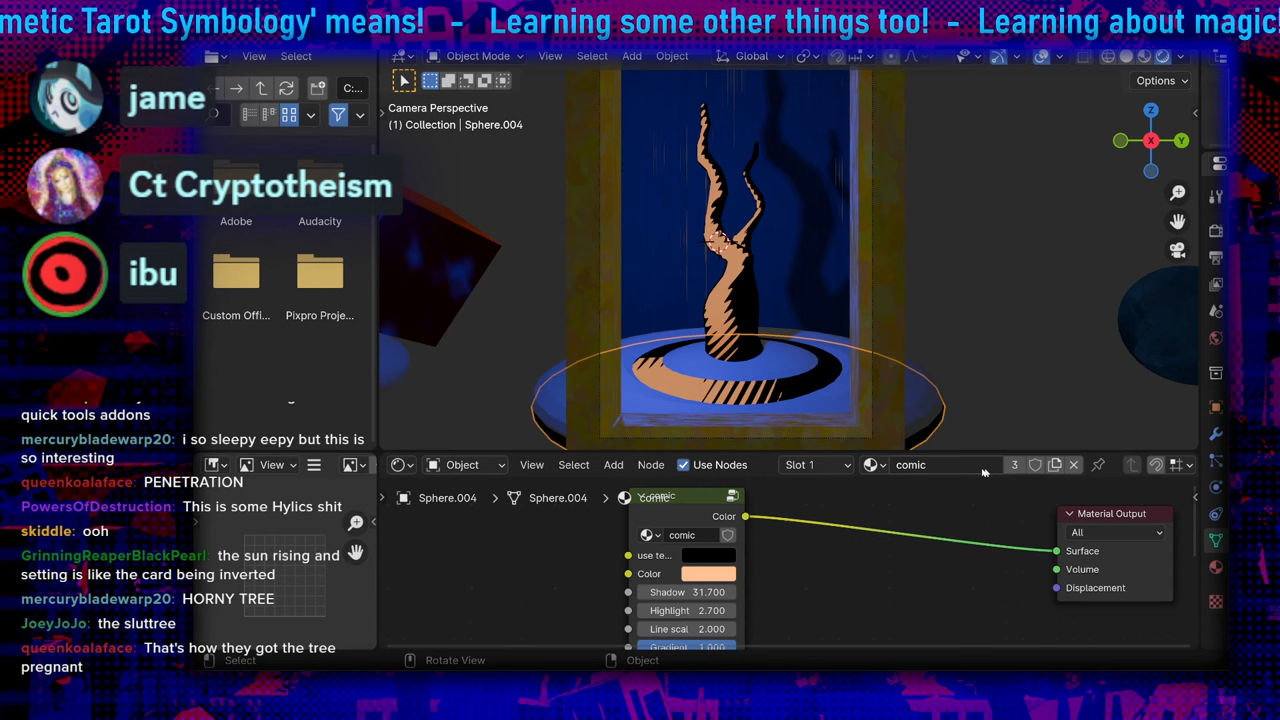 metic Tarot Symbology' means!   -   Learning some other things too!  -  Learning about magic
jame
Ct Cryptotheism
ibu
View Select
C:...
Adobe
Audacity
Custom Offi...
Pixpro Proje...
Object Mode View Select Add Object Global
Options
Camera Perspective
(1) Collection | Sphere.004
Z
X
Y
quick tools addons
mercurybladewarp20: i so sleepy eepy but this is
so interesting
queenkoalaface: PENETRATION
PowersOfDestruction: This is some Hylics shit
skiddle: ooh
GrinningReaperBlackPearl: the sun rising and
setting is like the card being inverted
mercurybladewarp20: HORNY TREE
JoeyJoJo: the sluttree
queenkoalaface: That's how they got the tree
pregnant
View
Object View Select Add Node Use Nodes Slot 1 comic 3
Sphere.004 > Sphere.004 > comic
comic
Color
comic
use te...
Color
Shadow 31.700
Highlight 2.700
Line scal 2.000
Gradient 1.000
Material Output
All
Surface
Volume
Displacement
Select Rotate View Object